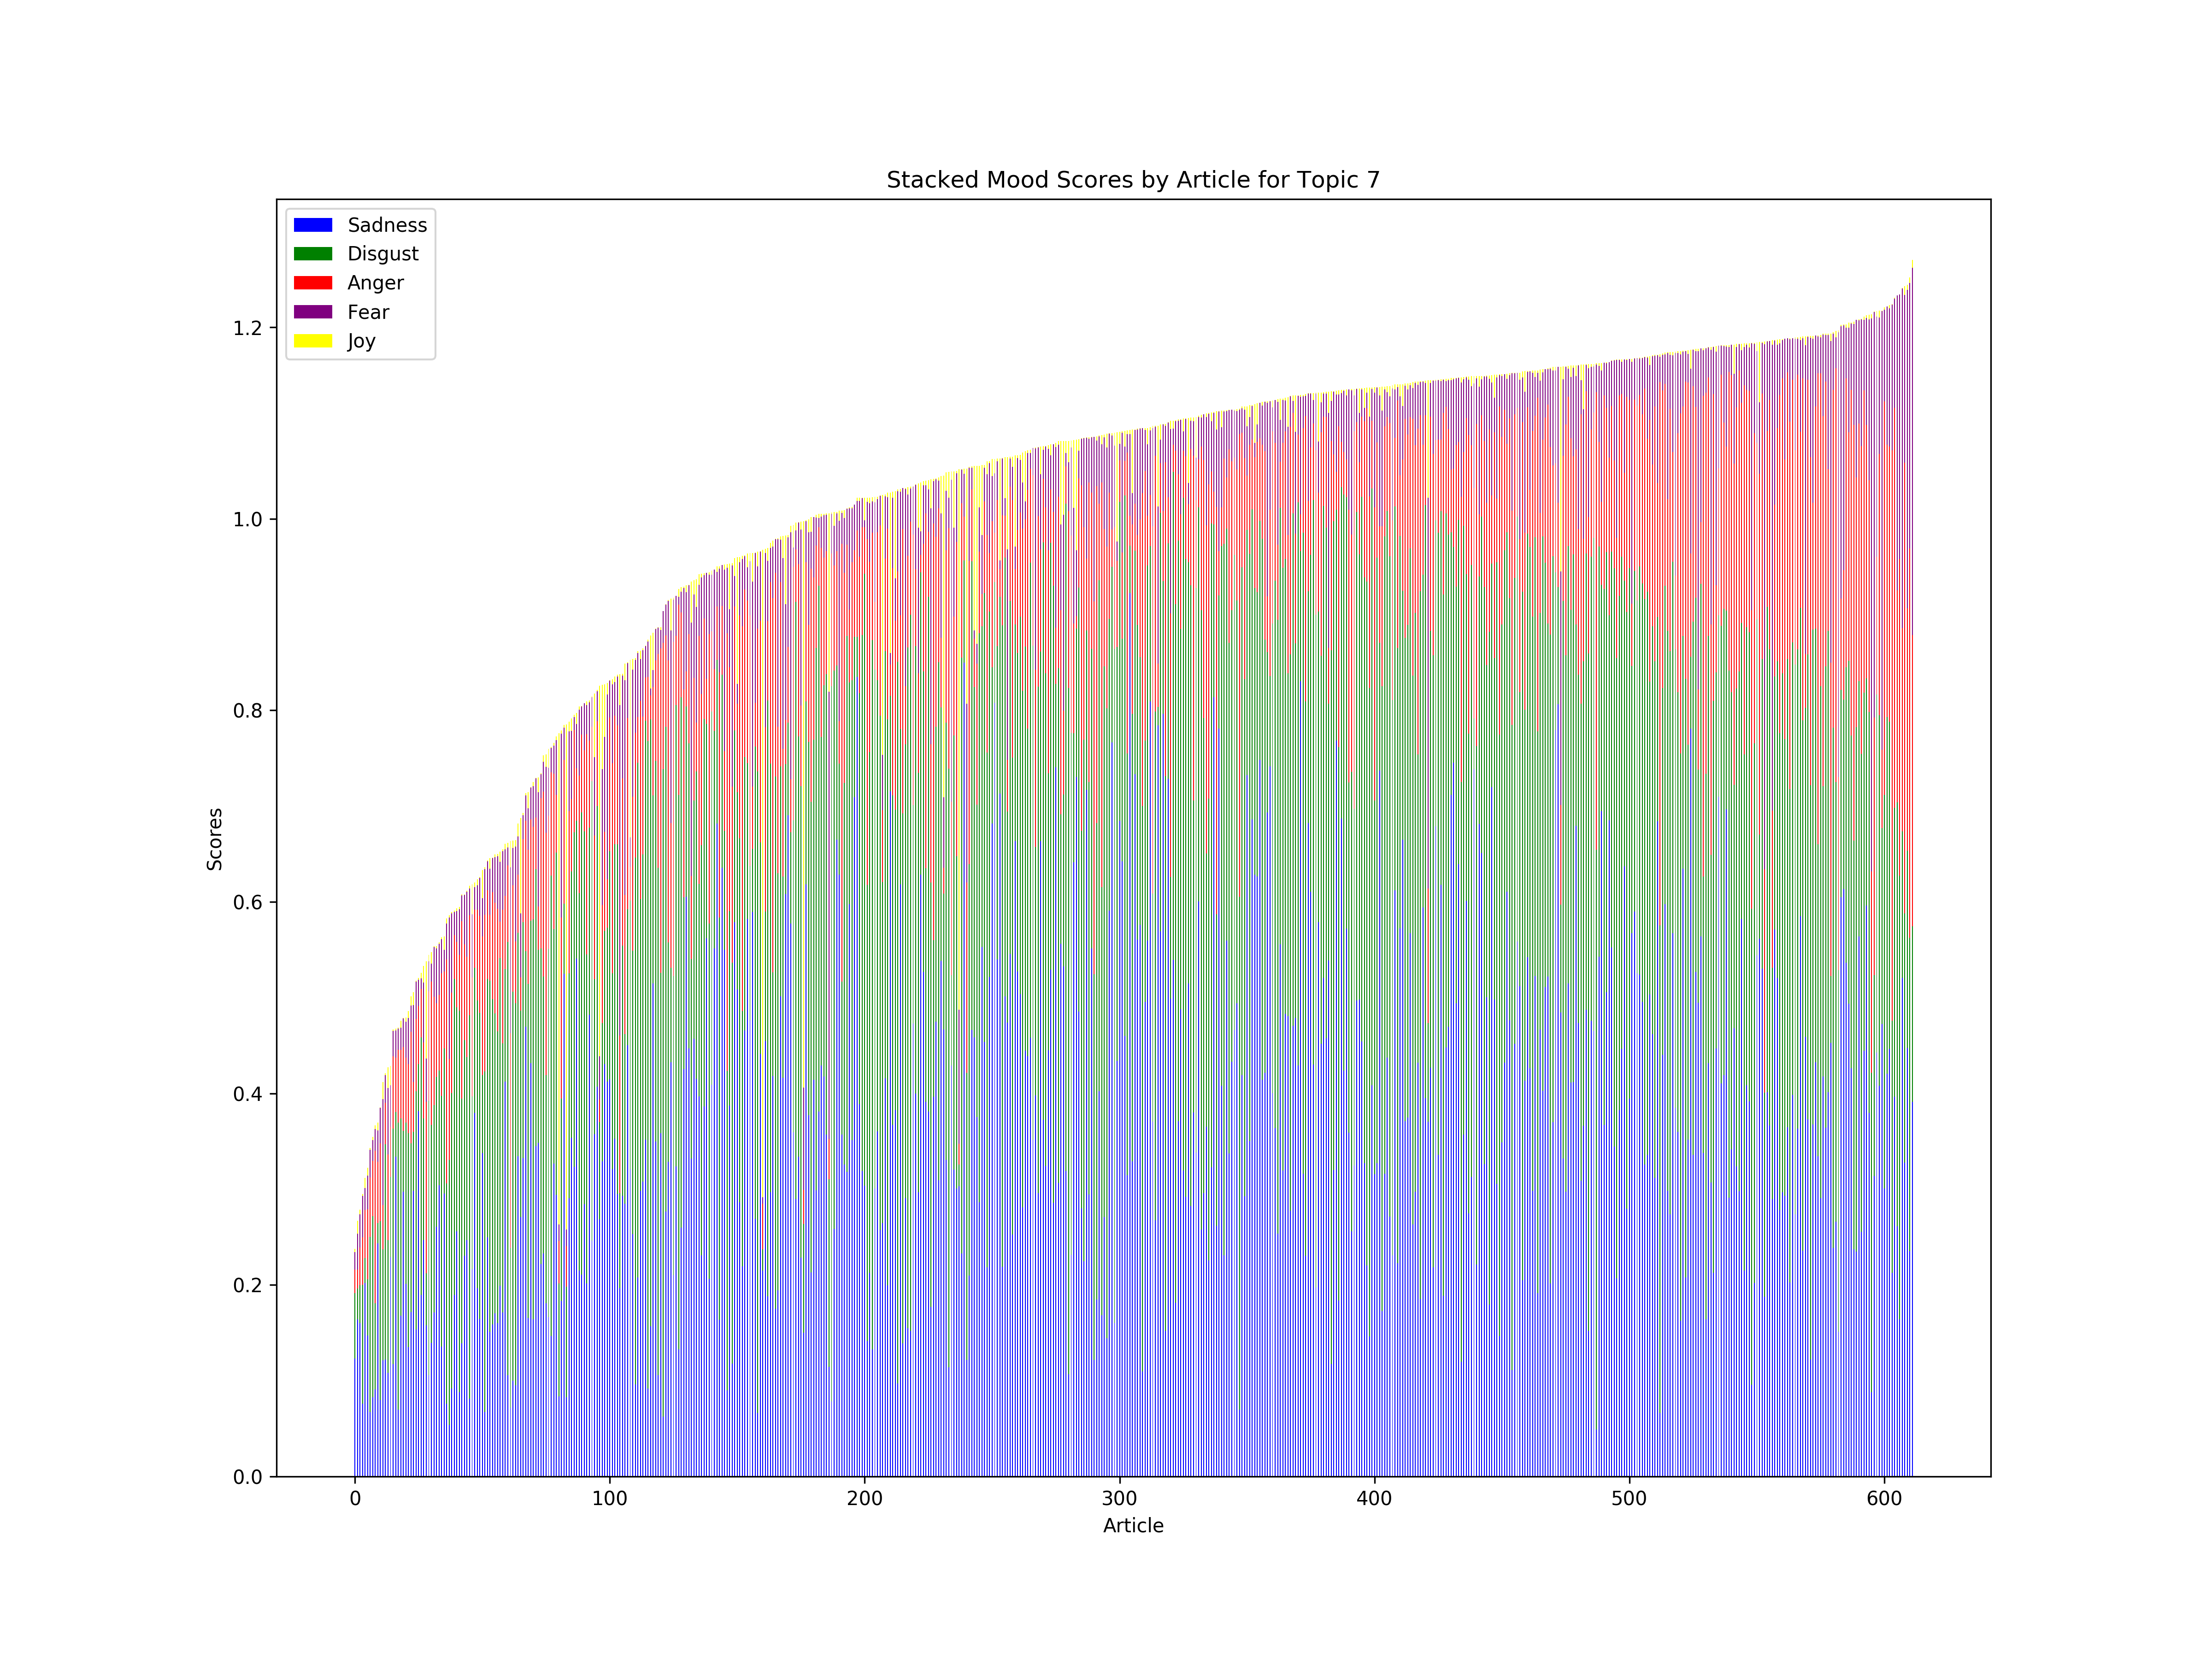 Stacked Mood Scores by Article for Topic 7
Sadness
Disgust
Anger
Fear
Joy
Scores
1.2
1.0
0.8
0.6
0.4
0.2
0.0
0 100 200 300 400 500 600
Article